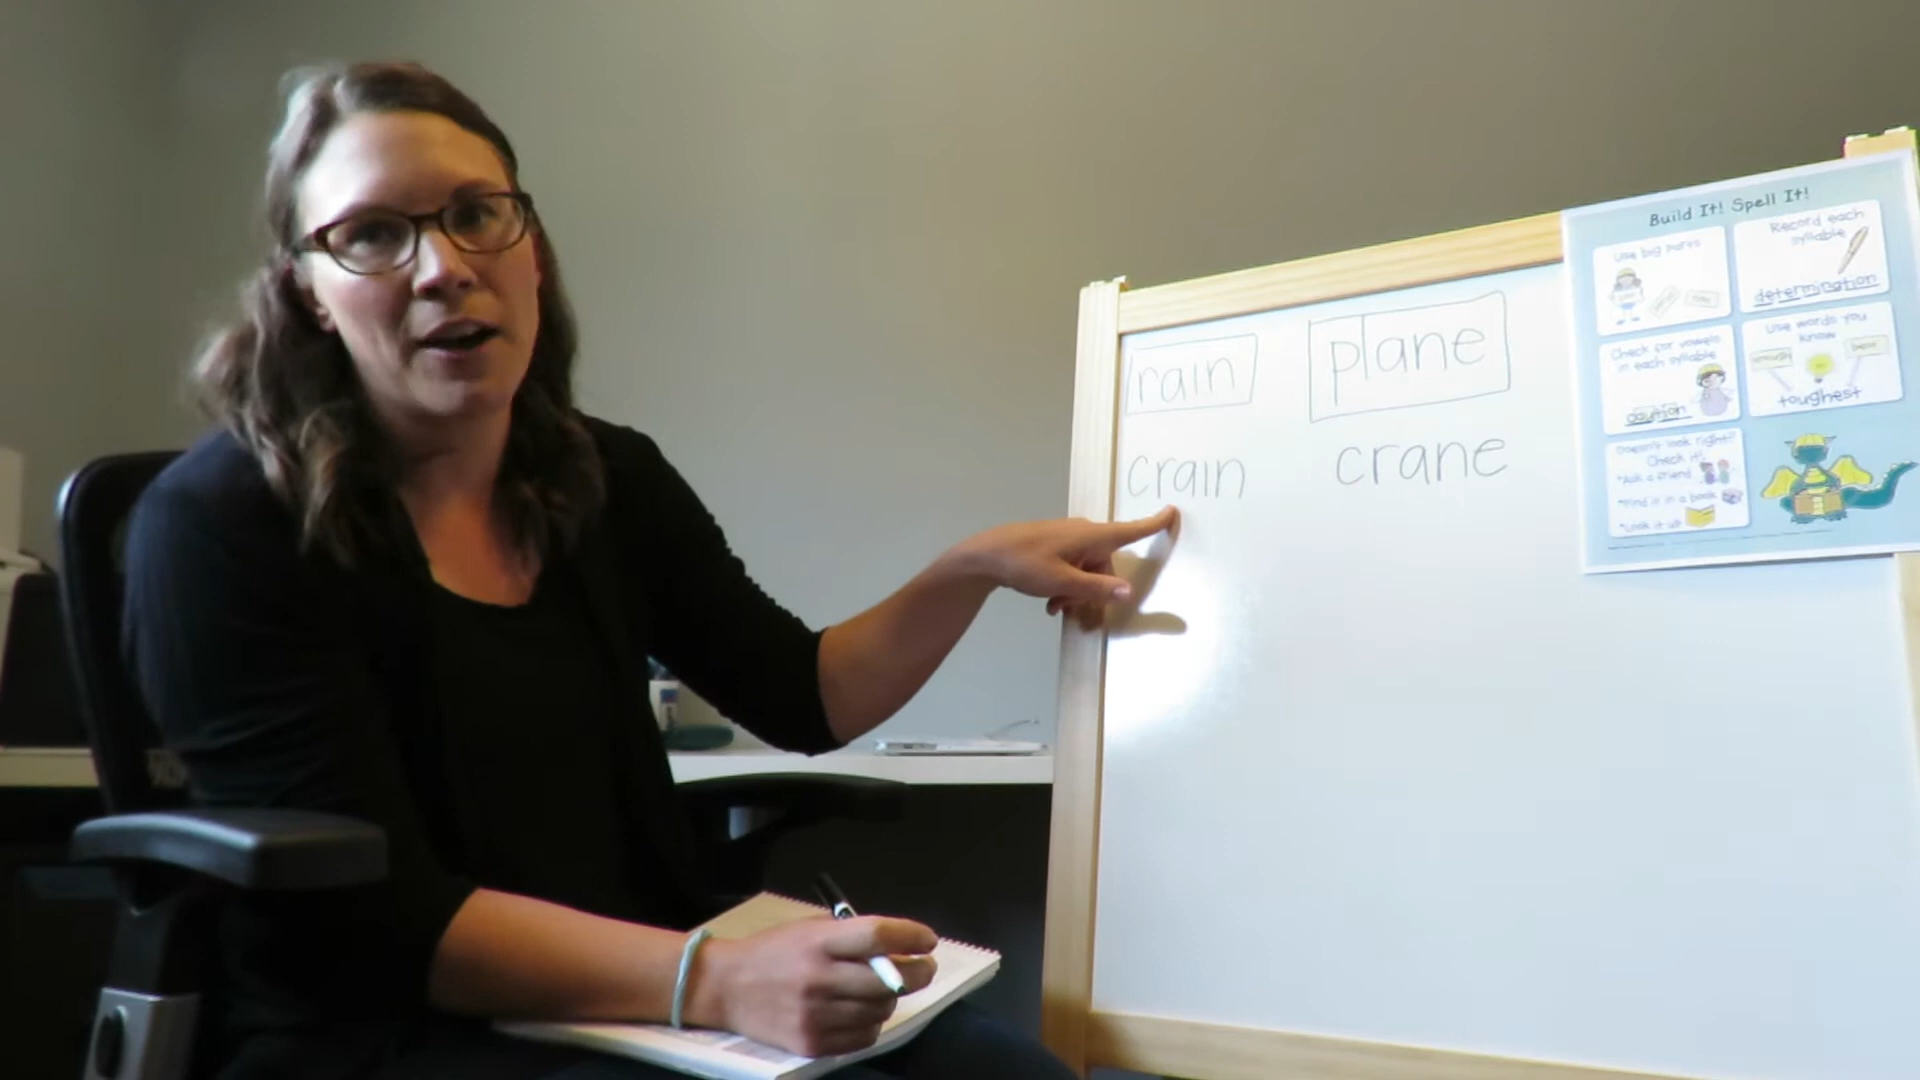 rain
plane
crain
crane
Build It! Spell It!
Use big parts
Record each
syllable
determination
Check for vowels
in each syllable
caution
Use words you
know
toughest
Doesn't look right?
Check it!
*Ask a friend
*Find it in a book
*Look it up